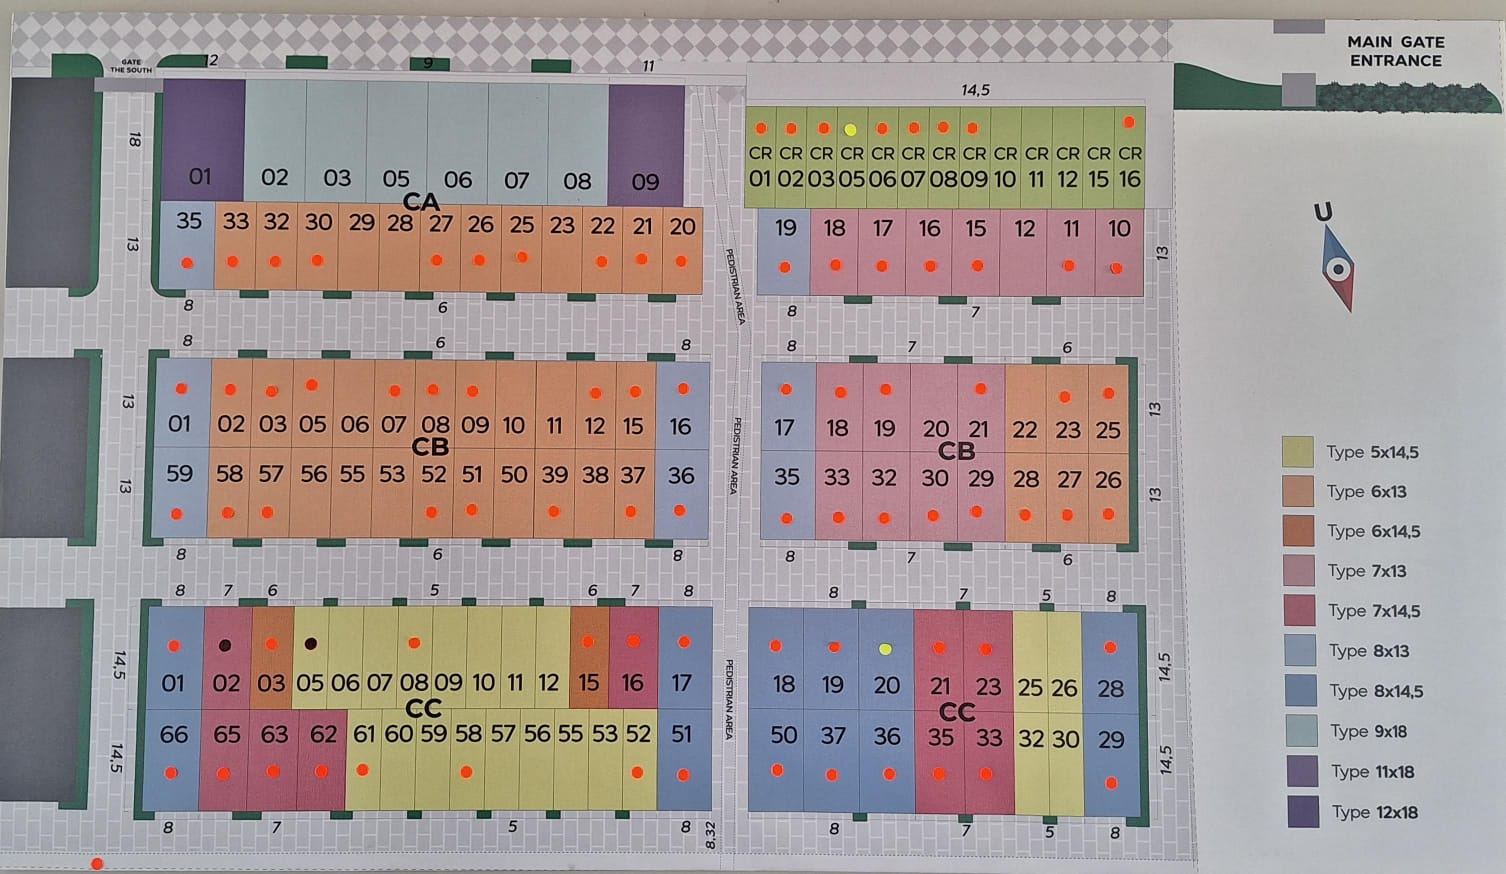 MAIN GATE
ENTRANCE
GATE
THE SOUTH
12 9 11
14,5
18
01 02 03 05 06 07 08 09
CA
CR CR CR CR CR CR CR CR CR CR CR CR CR
01 02 03 05 06 07 08 09 10 11 12 15 16
13
35 33 32 30 29 28 27 26 25 23 22 21 20
19 18 17 16 15 12 11 10
13
U
PEDISTRIAN AREA
8 6
8 7
8 6 8
8 7 6
13
01 02 03 05 06 07 08 09 10 11 12 15 16
CB
17 18 19 20 21 22 23 25
CB
13
13
59 58 57 56 55 53 52 51 50 39 38 37 36
35 33 32 30 29 28 27 26
13
PEDISTRIAN AREA
8 6 8
8 7 6
8 7 6 5 6 7 8
8 7 5 8
14,5
01 02 03 05 06 07 08 09 10 11 12 15 16 17
CC
18 19 20 21 23 25 26 28
CC
14,5
14,5
66 65 63 62 61 60 59 58 57 56 55 53 52 51
50 37 36 35 33 32 30 29
14,5
PEDISTRIAN AREA
8 7 5 8
8,32
8 7 5 8
Type 5x14,5
Type 6x13
Type 6x14,5
Type 7x13
Type 7x14,5
Type 8x13
Type 8x14,5
Type 9x18
Type 11x18
Type 12x18